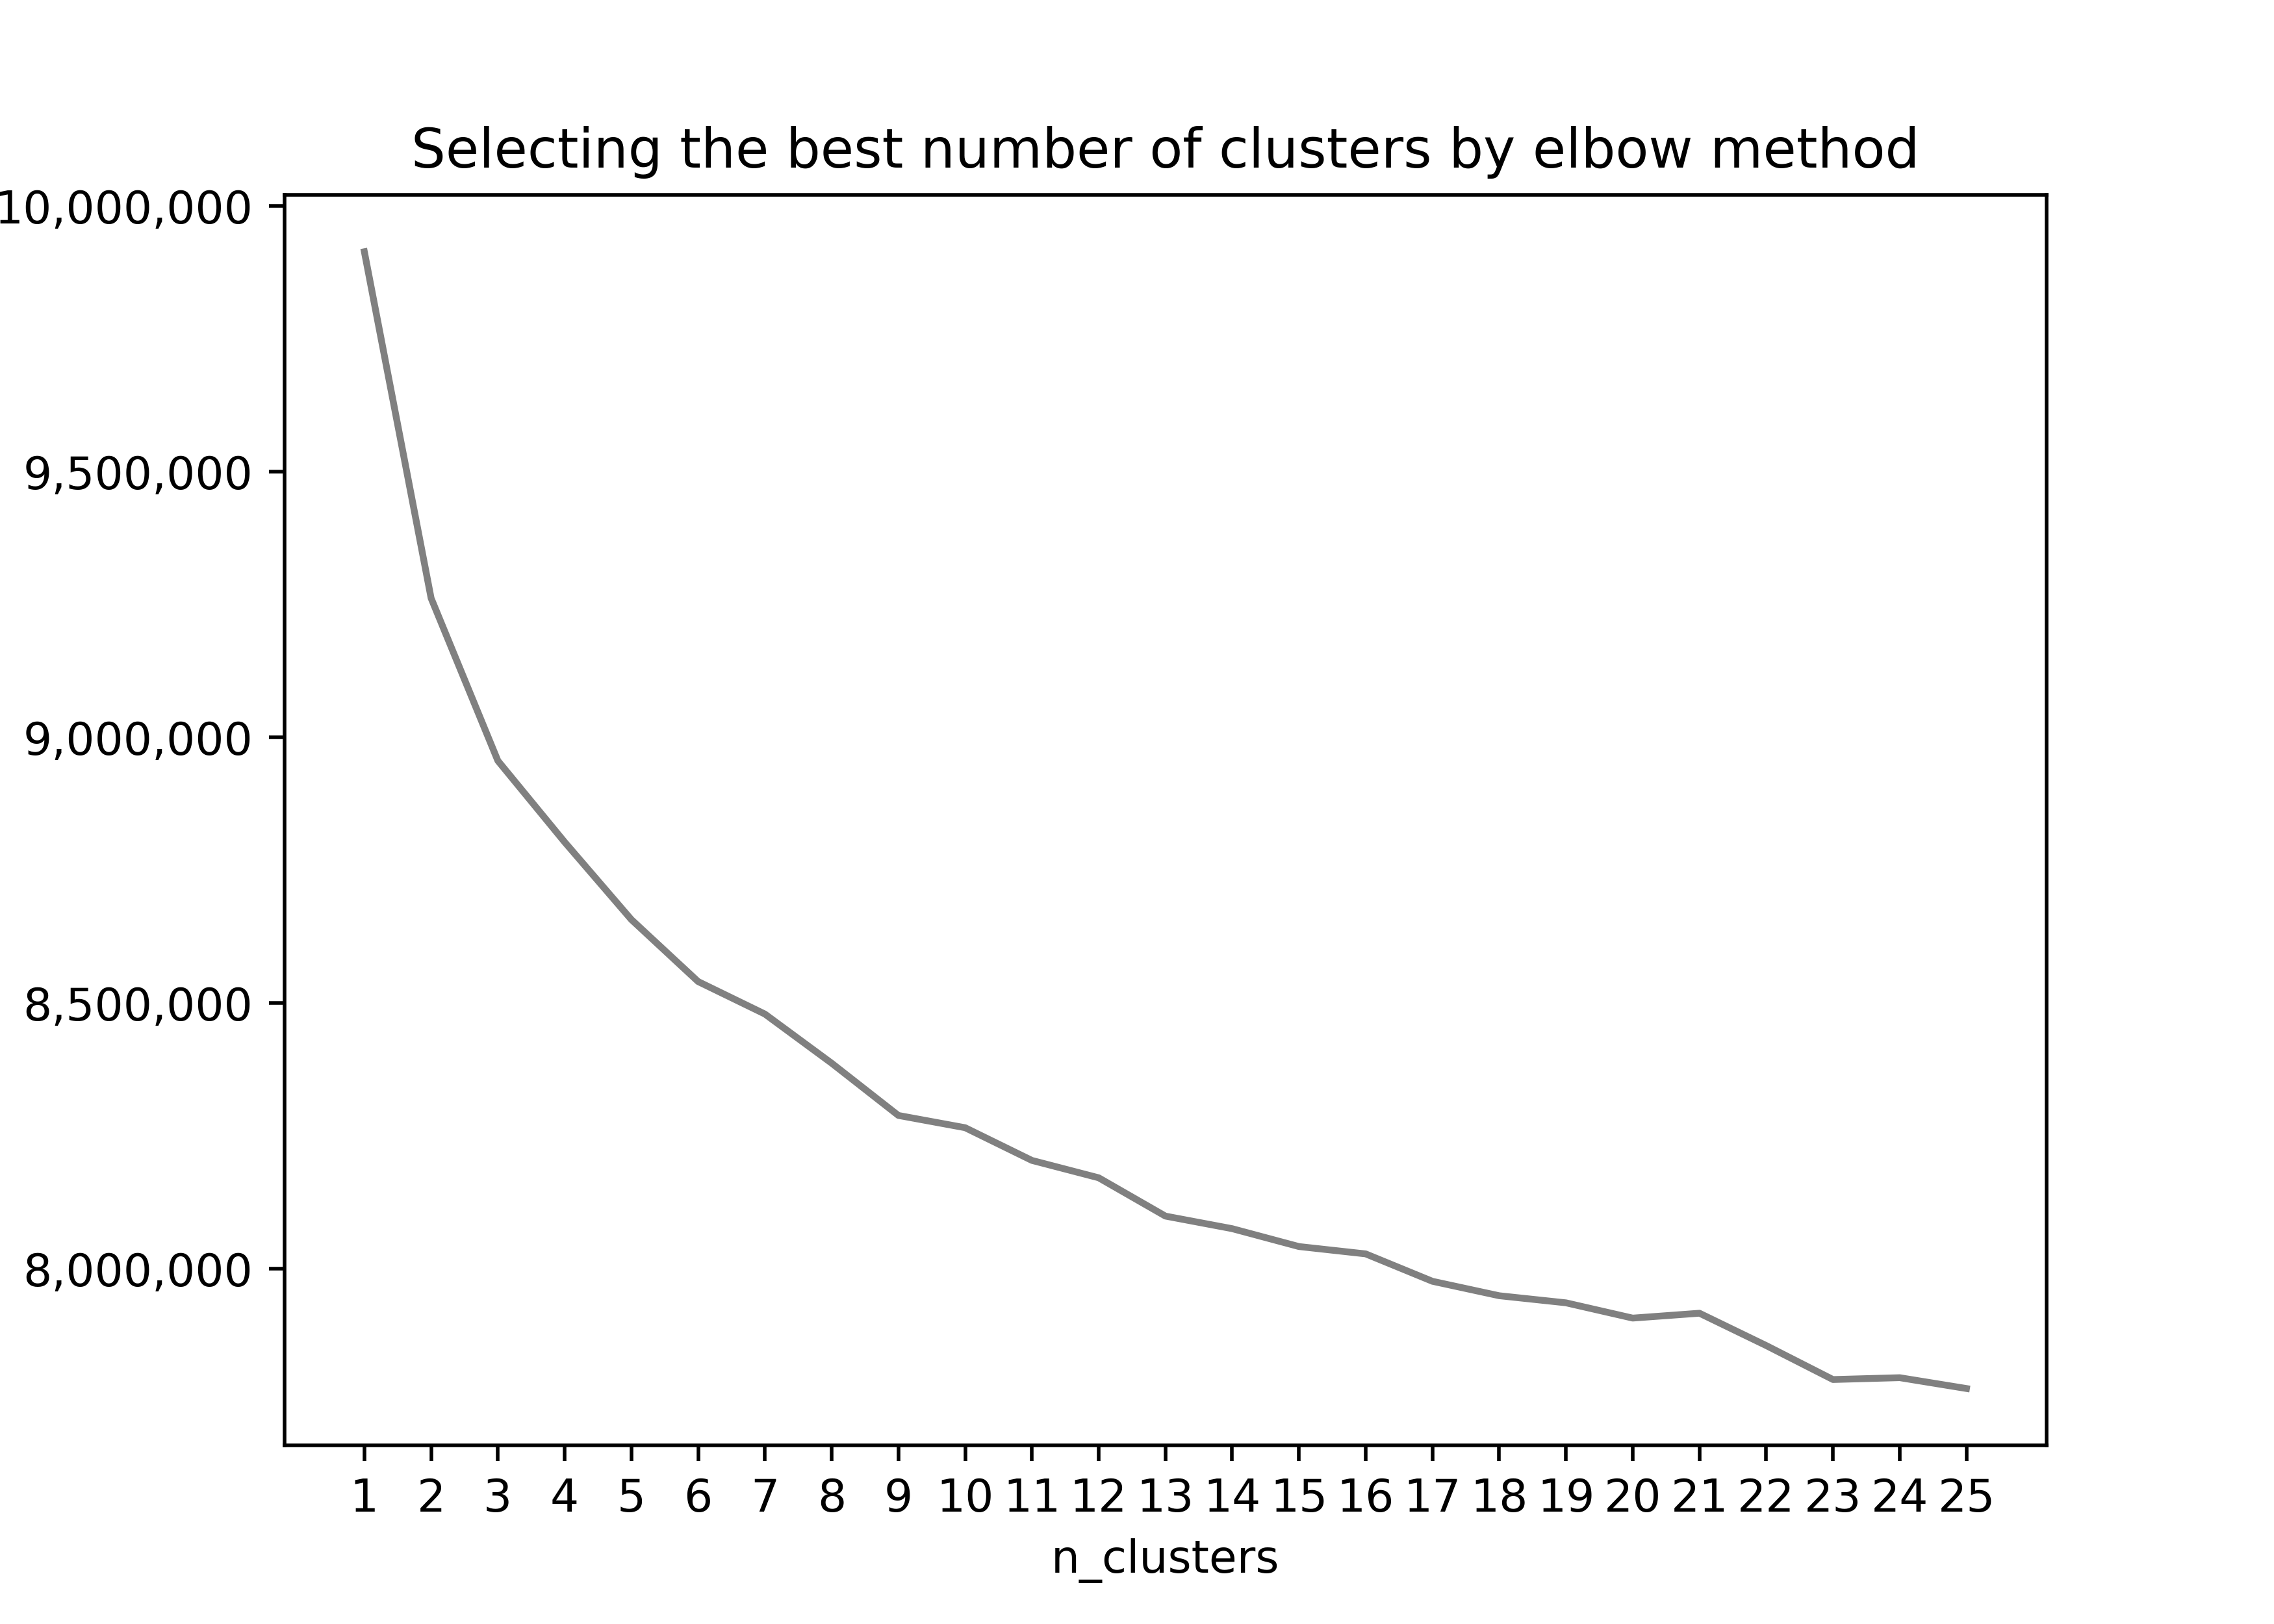 Selecting the best number of clusters by elbow method
10,000,000
9,500,000
9,000,000
8,500,000
8,000,000
1 2 3 4 5 6 7 8 9 10 11 12 13 14 15 16 17 18 19 20 21 22 23 24 25
n_clusters